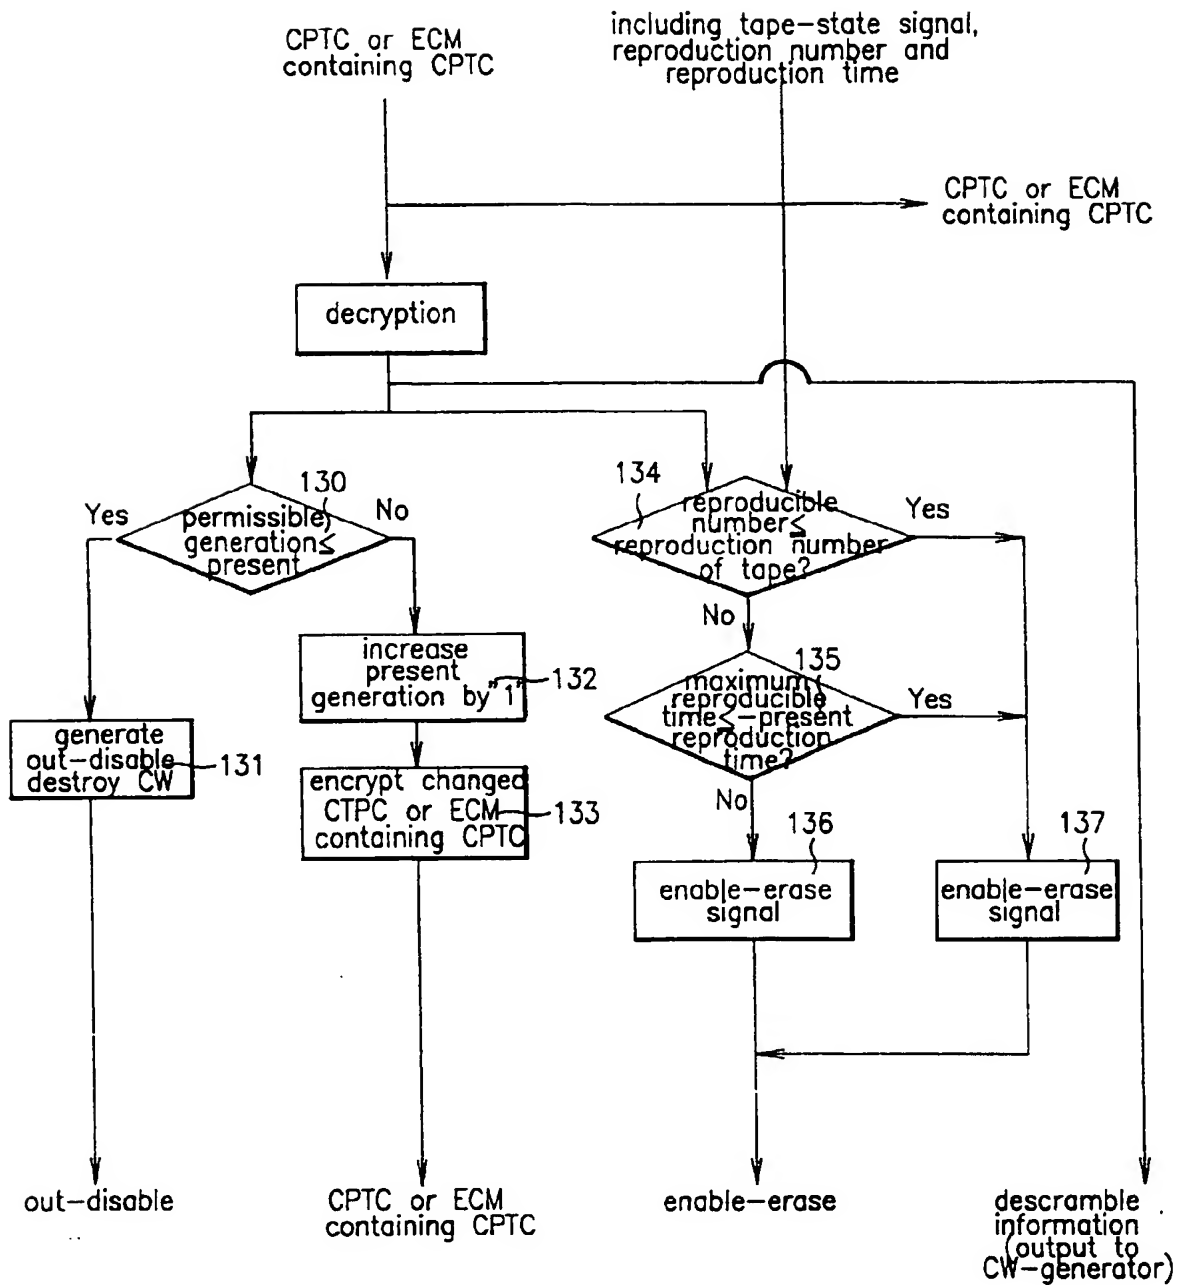 CPTC or ECM
containing CPTC
including tape-state signal,
reproduction number and
reproduction time
CPTC or ECM
containing CPTC
decryption
130
Yes
No
permissible
generation≤
present
134
reproducible
number≤
reproduction number
of tape?
Yes
No
increase
present
generation by"1"
132
135
maximum
reproducible
time≤-present
reproduction
time?
Yes
No
generate
out-disable
destroy CW
131
encrypt changed
CTPC or ECM
containing CPTC
133
136
enable-erase
signal
137
enable-erase
signal
out-disable
CPTC or ECM
containing CPTC
enable-erase
descramble
information
(output to
CW-generator)